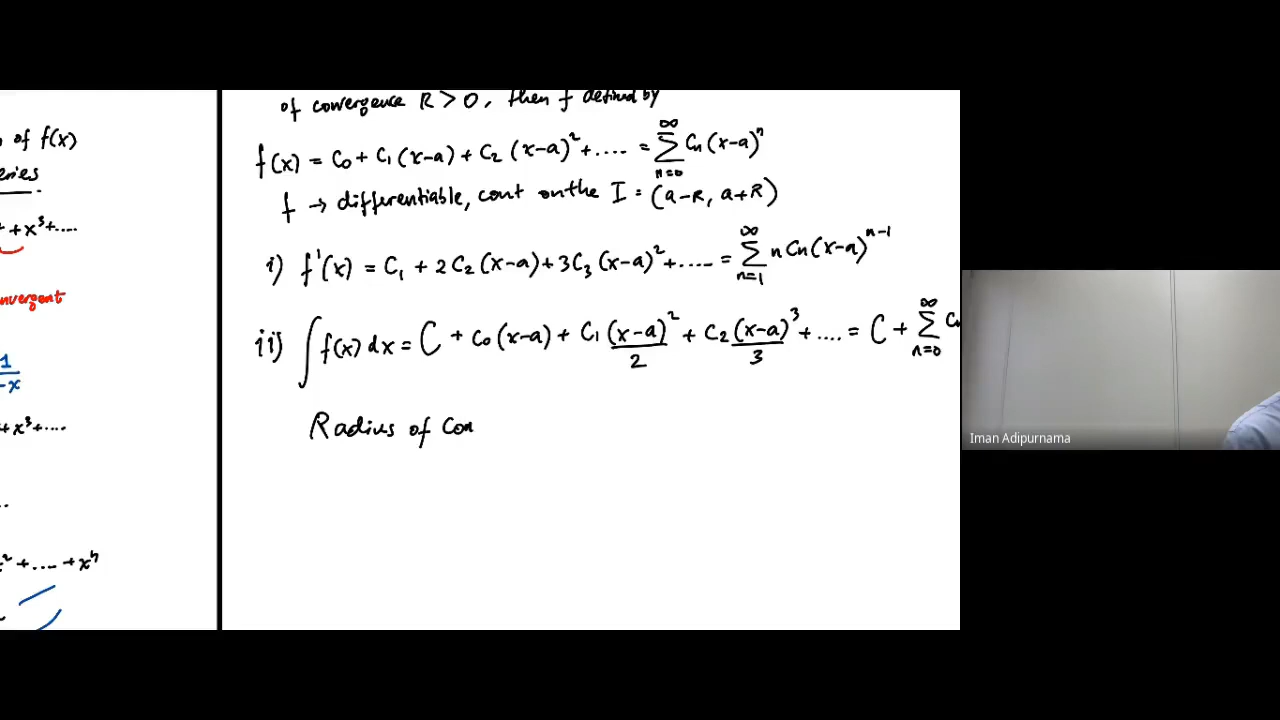 of f(x)
eries
+ x³ + ....
nvergent
1
-x
+ x³ + ....
..
² + .... + xⁿ
of convergence R > 0, then f defined by
f(x) = C₀ + C₁(x-a) + C₂(x-a)² + .... = ∑_{n=0}^{∞} Cₙ(x-a)ⁿ
f → differentiable, cont on the I = (a-R, a+R)
i) f'(x) = C₁ + 2C₂(x-a) + 3C₃(x-a)² + .... = ∑_{n=1}^{∞} n Cₙ(x-a)ⁿ⁻¹
ii) ∫ f(x) dx = C + C₀(x-a) + C₁ (x-a)²/2 + C₂ (x-a)³/3 + .... = C + ∑_{n=0}^{∞} C
Radius of Con
Iman Adipurnama